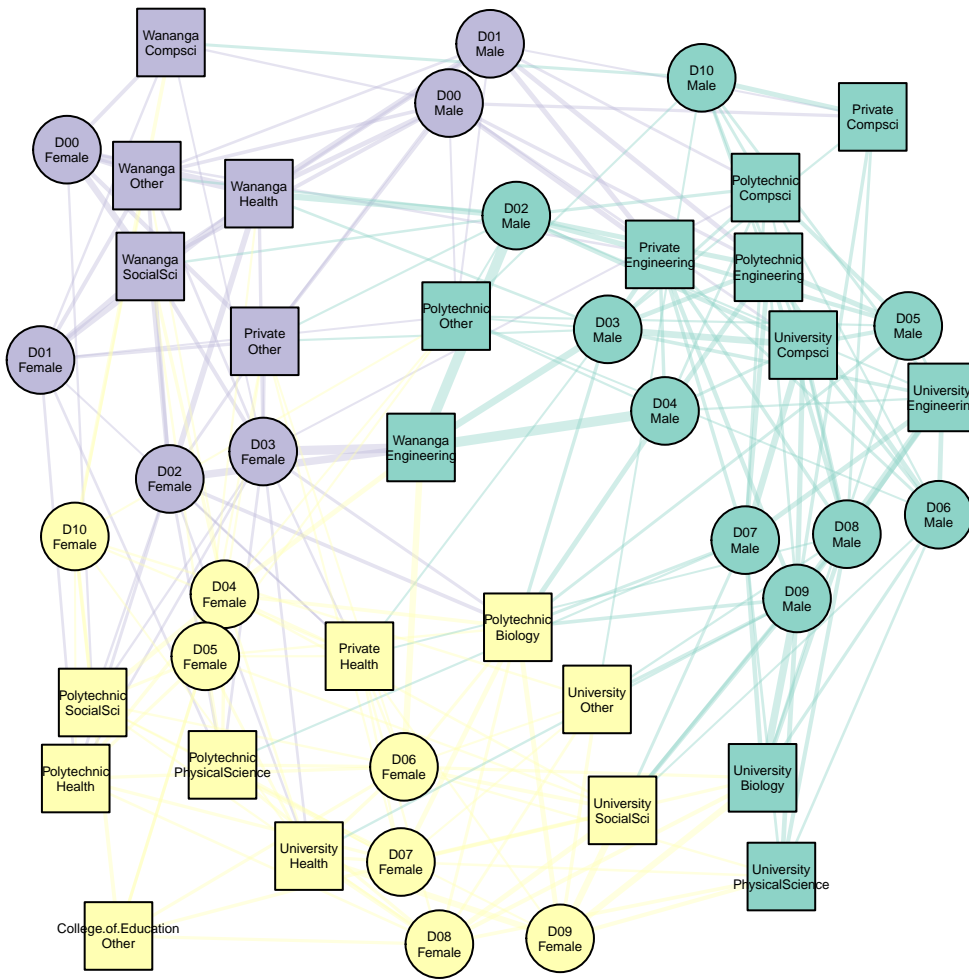 D01
Male
Wananga
Compsci
D10
Male
D00
Male
Private
Compsci
D00
Female
Wananga
Other
Wananga
Health
Polytechnic
Compsci
D02
Male
Private
Engineering
Polytechnic
Engineering
Wananga
SocialSci
Polytechnic
Other
D03
Male
D05
Male
Private
Other
University
Compsci
D01
Female
University
Engineering
D04
Male
Wananga
Engineering
D03
Female
D02
Female
D06
Male
D10
Female
D07
Male
D08
Male
D04
Female
D09
Male
Polytechnic
Biology
D05
Female
Private
Health
Polytechnic
SocialSci
University
Other
Polytechnic
PhysicalScience
Polytechnic
Health
D06
Female
University
Biology
University
SocialSci
University
Health
D07
Female
University
PhysicalScience
College.of.Education
Other
D08
Female
D09
Female